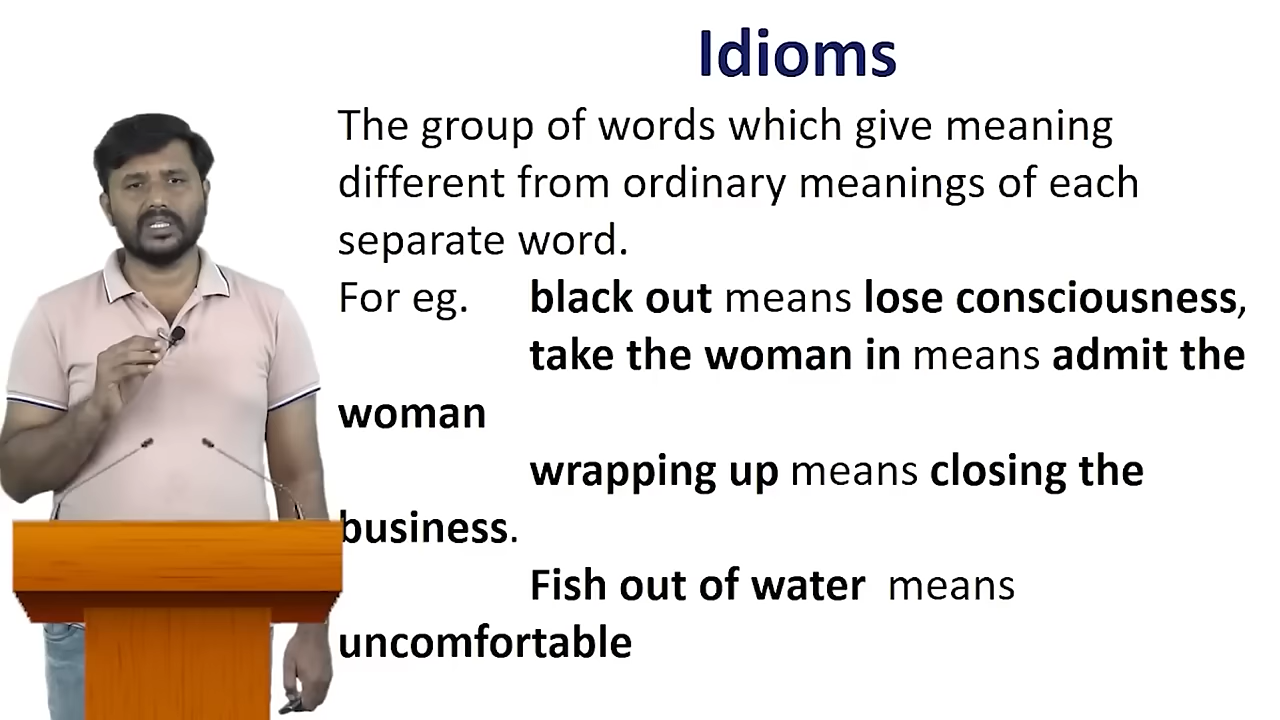 Idioms
The group of words which give meaning
different from ordinary meanings of each
separate word.
For eg. black out means lose consciousness,
take the woman in means admit the
woman
wrapping up means closing the
business.
Fish out of water means
uncomfortable